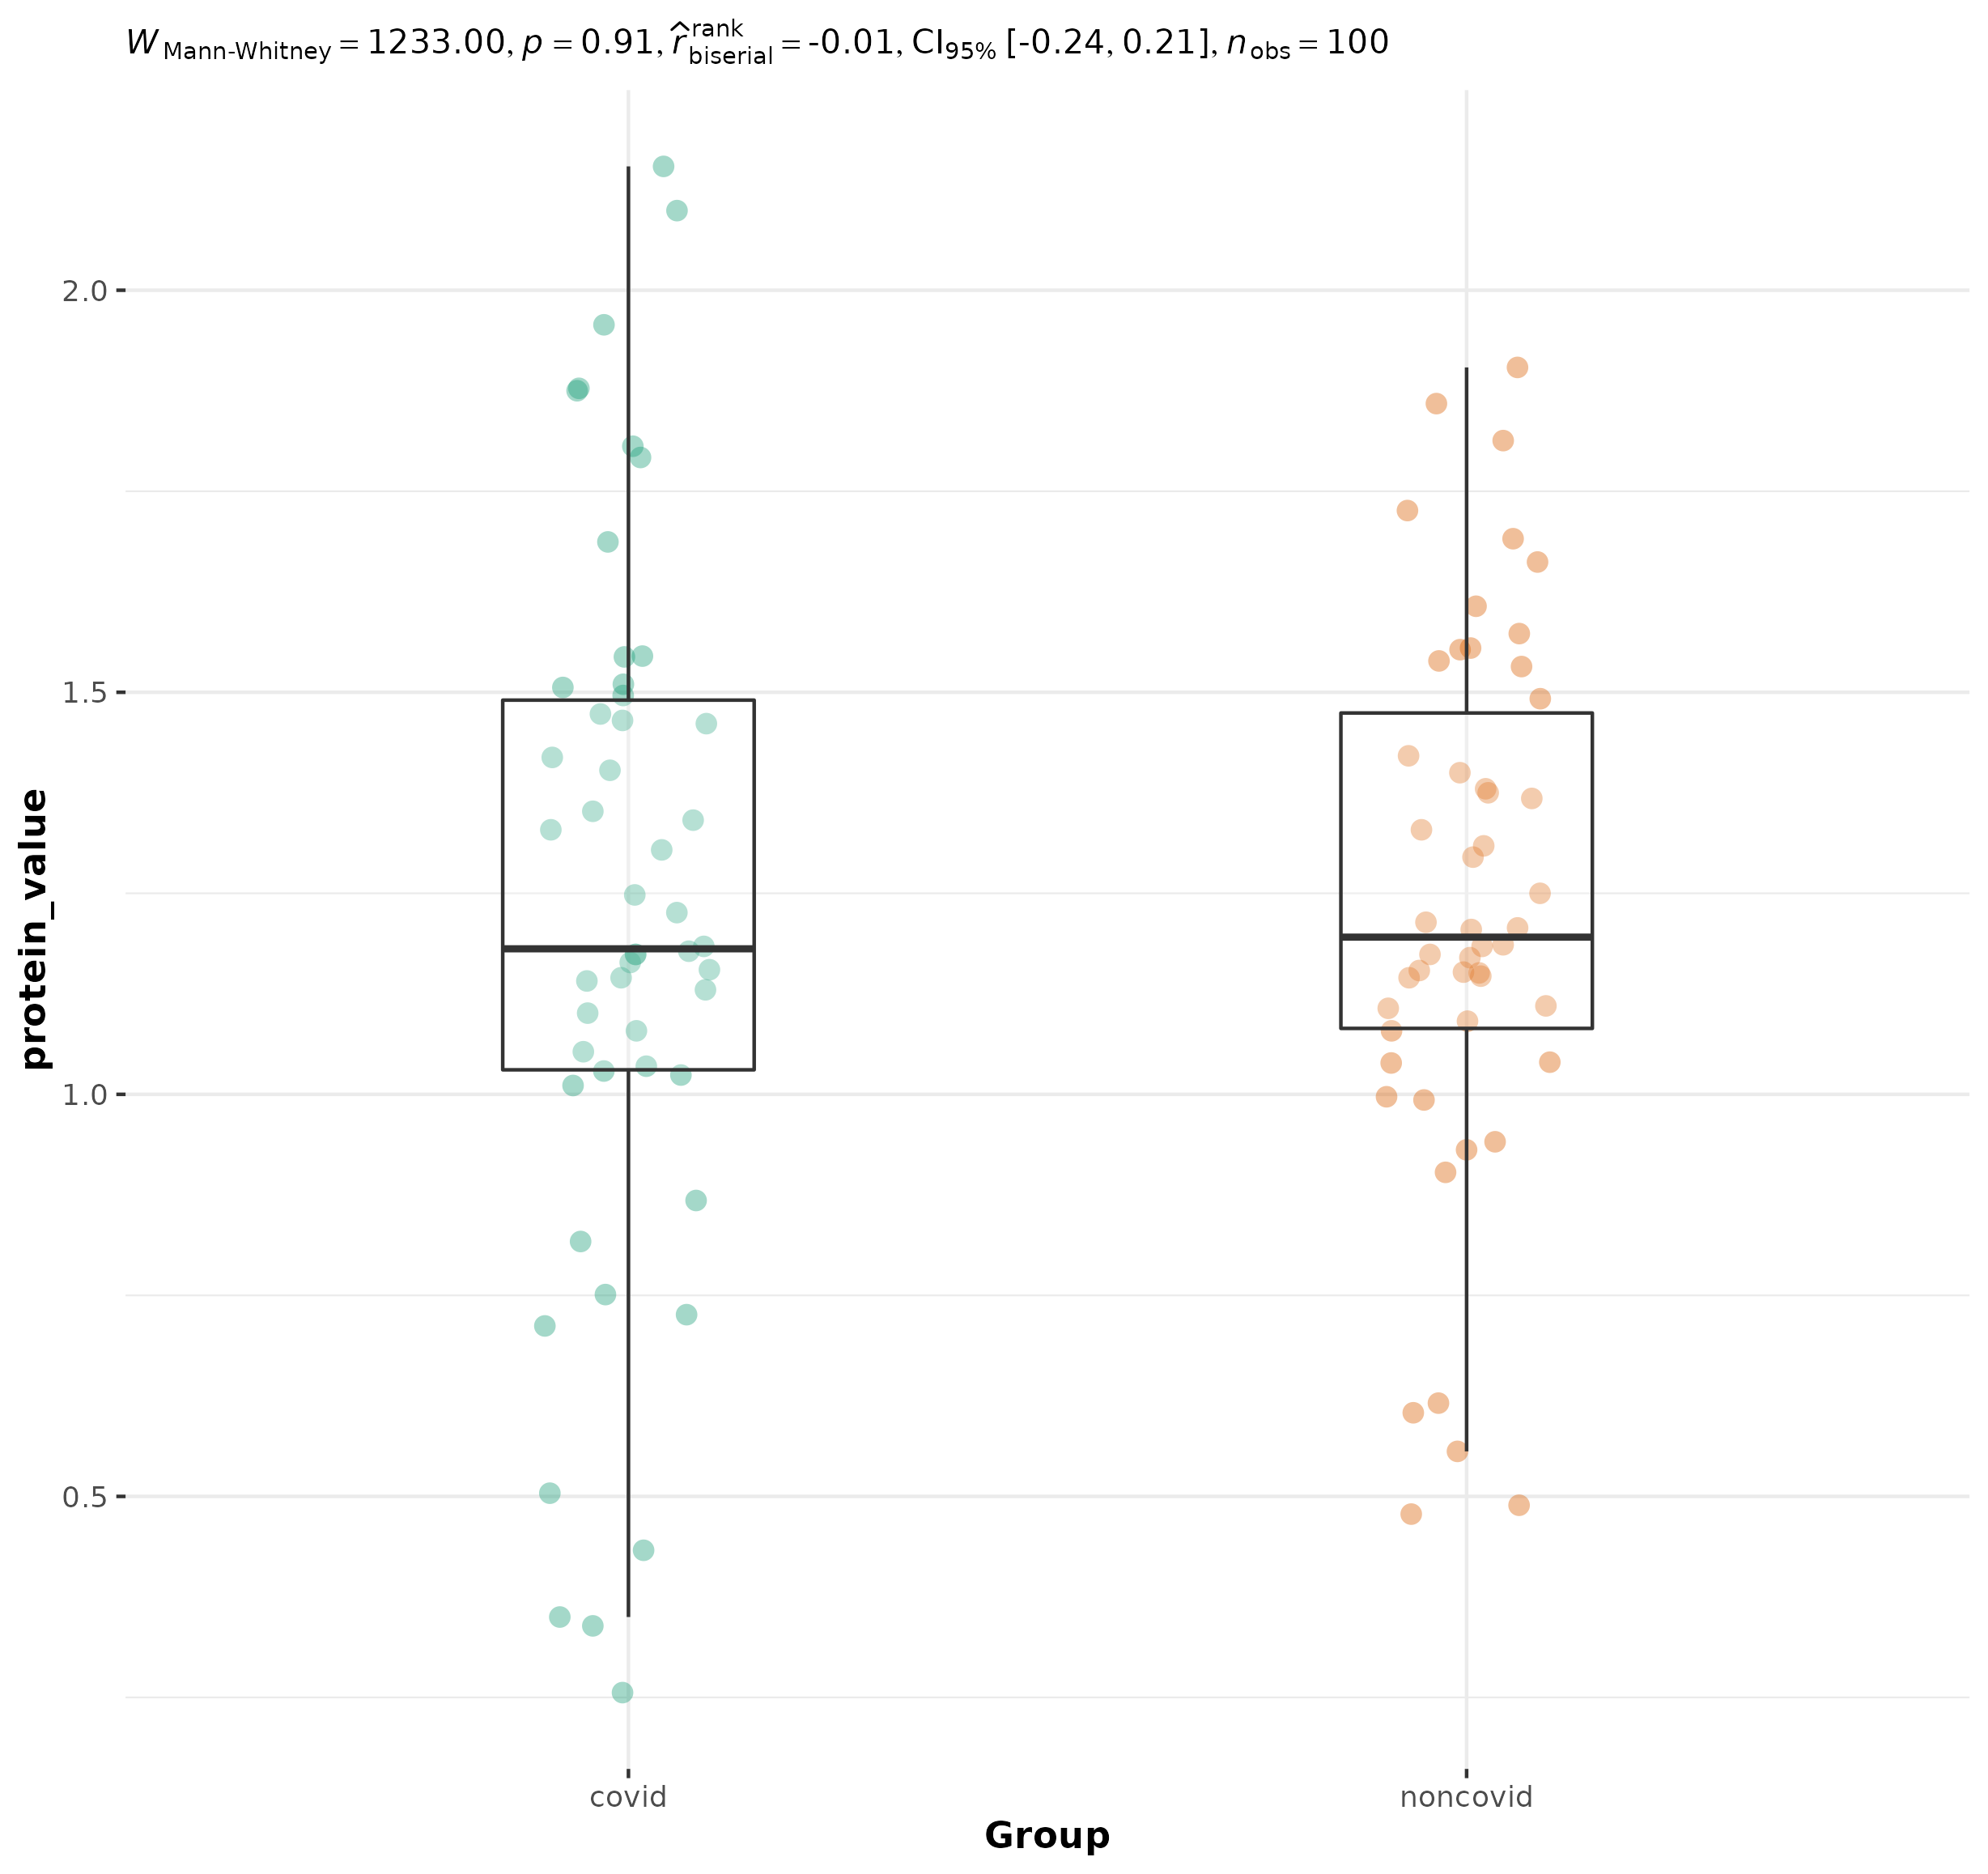 W Mann-Whitney = 1233.00, p = 0.91, r̂ rank biserial = -0.01, CI95% [-0.24, 0.21], nobs = 100
protein_value
2.0
1.5
1.0
0.5
covid noncovid
Group